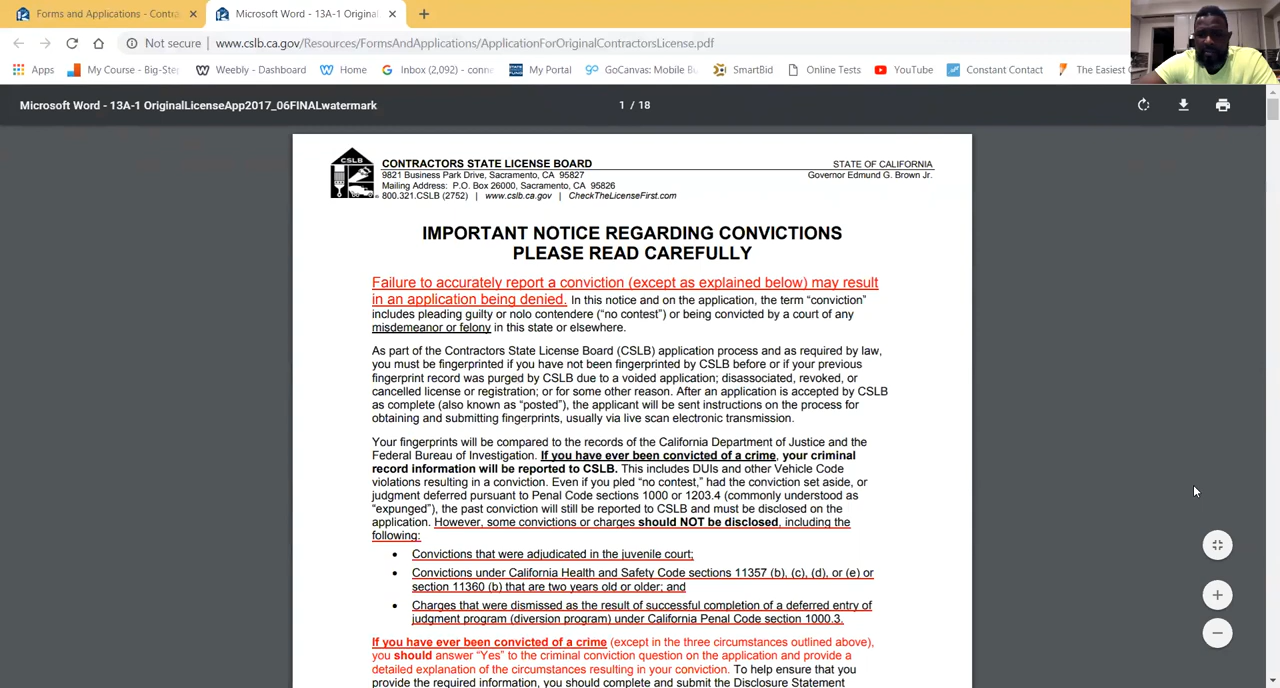 Forms and Applications - Contra
Microsoft Word - 13A-1 Origina
Not secure
www.cslb.ca.gov/Resources/FormsAndApplications/ApplicationForOriginalContractorsLicense.pdf
Apps
My Course - Big-Ste
Weebly - Dashboard
Home
Inbox (2,092) - conne
My Portal
GoCanvas: Mobile Bu
SmartBid
Online Tests
YouTube
Constant Contact
The Easiest
Microsoft Word - 13A-1 OriginalLicenseApp2017_06FINALwatermark
1 / 18
CSLB
CONTRACTORS STATE LICENSE BOARD
STATE OF CALIFORNIA
9821 Business Park Drive, Sacramento, CA 95827
Governor Edmund G. Brown Jr.
Mailing Address: P.O. Box 26000, Sacramento, CA 95826
800.321.CSLB (2752) | www.cslb.ca.gov | CheckTheLicenseFirst.com
IMPORTANT NOTICE REGARDING CONVICTIONS
PLEASE READ CAREFULLY
Failure to accurately report a conviction (except as explained below) may result
in an application being denied. In this notice and on the application, the term “conviction”
includes pleading guilty or nolo contendere (“no contest”) or being convicted by a court of any
misdemeanor or felony in this state or elsewhere.
As part of the Contractors State License Board (CSLB) application process and as required by law,
you must be fingerprinted if you have not been fingerprinted by CSLB before or if your previous
fingerprint record was purged by CSLB due to a voided application; disassociated, revoked, or
cancelled license or registration; or for some other reason. After an application is accepted by CSLB
as complete (also known as “posted”), the applicant will be sent instructions on the process for
obtaining and submitting fingerprints, usually via live scan electronic transmission.
Your fingerprints will be compared to the records of the California Department of Justice and the
Federal Bureau of Investigation. If you have ever been convicted of a crime, your criminal
record information will be reported to CSLB. This includes DUIs and other Vehicle Code
violations resulting in a conviction. Even if you pled “no contest,” had the conviction set aside, or
judgment deferred pursuant to Penal Code sections 1000 or 1203.4 (commonly understood as
“expunged”), the past conviction will still be reported to CSLB and must be disclosed on the
application. However, some convictions or charges should NOT be disclosed, including the
following:
• Convictions that were adjudicated in the juvenile court;
• Convictions under California Health and Safety Code sections 11357 (b), (c), (d), or (e) or
section 11360 (b) that are two years old or older; and
• Charges that were dismissed as the result of successful completion of a deferred entry of
judgment program (diversion program) under California Penal Code section 1000.3.
If you have ever been convicted of a crime (except in the three circumstances outlined above),
you should answer “Yes” to the criminal conviction question on the application and provide a
detailed explanation of the circumstances resulting in your conviction. To help ensure that you
provide the required information, you should complete and submit the Disclosure Statement